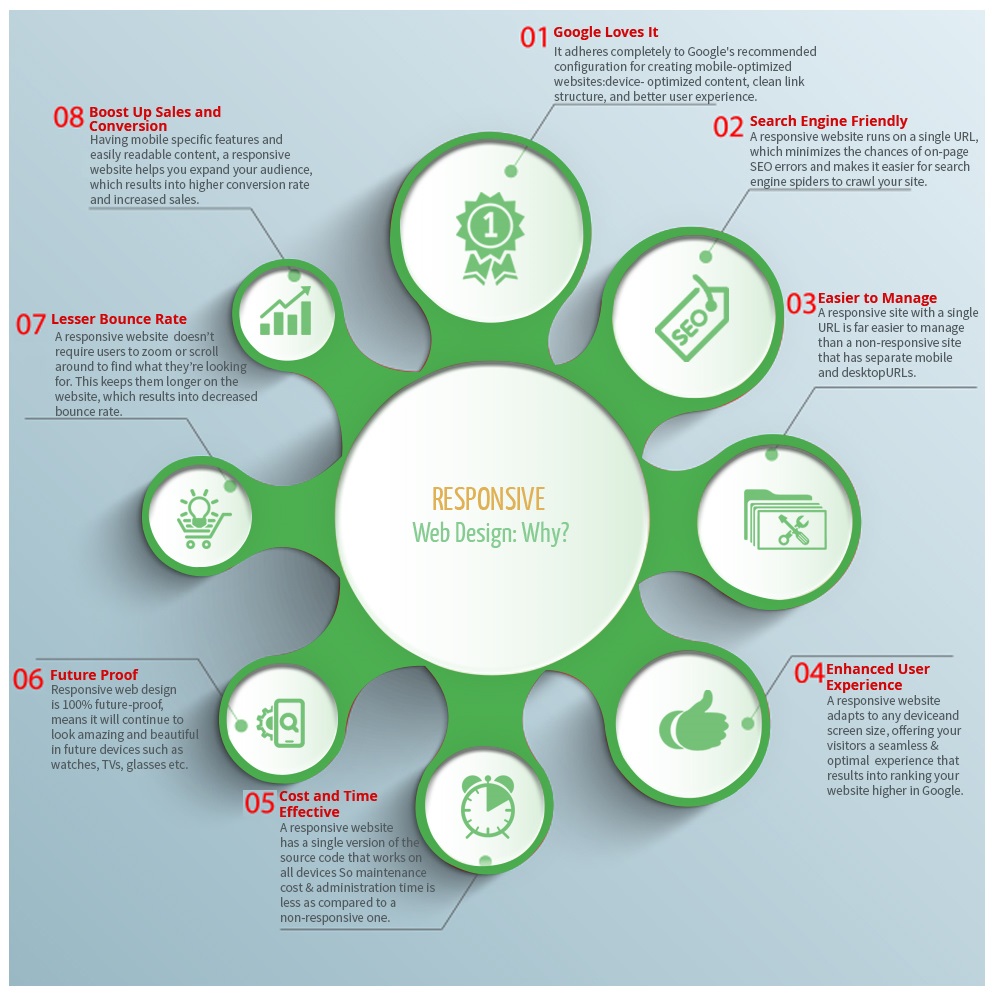 01 Google Loves It
It adheres completely to Google's recommended
configuration for creating mobile-optimized
websites:device- optimized content, clean link
structure, and better user experience.
02 Search Engine Friendly
A responsive website runs on a single URL,
which minimizes the chances of on-page
SEO errors and makes it easier for search
engine spiders to crawl your site.
03 Easier to Manage
A responsive site with a single
URL is far easier to manage
than a non-responsive site
that has separate mobile
and desktopURLs.
04 Enhanced User
Experience
A responsive website
adapts to any deviceand
screen size, offering your
visitors a seamless &
optimal experience that
results into ranking your
website higher in Google.
05 Cost and Time
Effective
A responsive website
has a single version of the
source code that works on
all devices So maintenance
cost & administration time is
less as compared to a
non-responsive one.
06 Future Proof
Responsive web design
is 100% future-proof,
means it will continue to
look amazing and beautiful
in future devices such as
watches, TVs, glasses etc.
07 Lesser Bounce Rate
A responsive website doesn't
require users to zoom or scroll
around to find what they're looking
for. This keeps them longer on the
website, which results into decreased
bounce rate.
08 Boost Up Sales and
Conversion
Having mobile specific features and
easily readable content, a responsive
website helps you expand your audience,
which results into higher conversion rate
and increased sales.
1
SEO
RESPONSIVE
Web Design: Why?